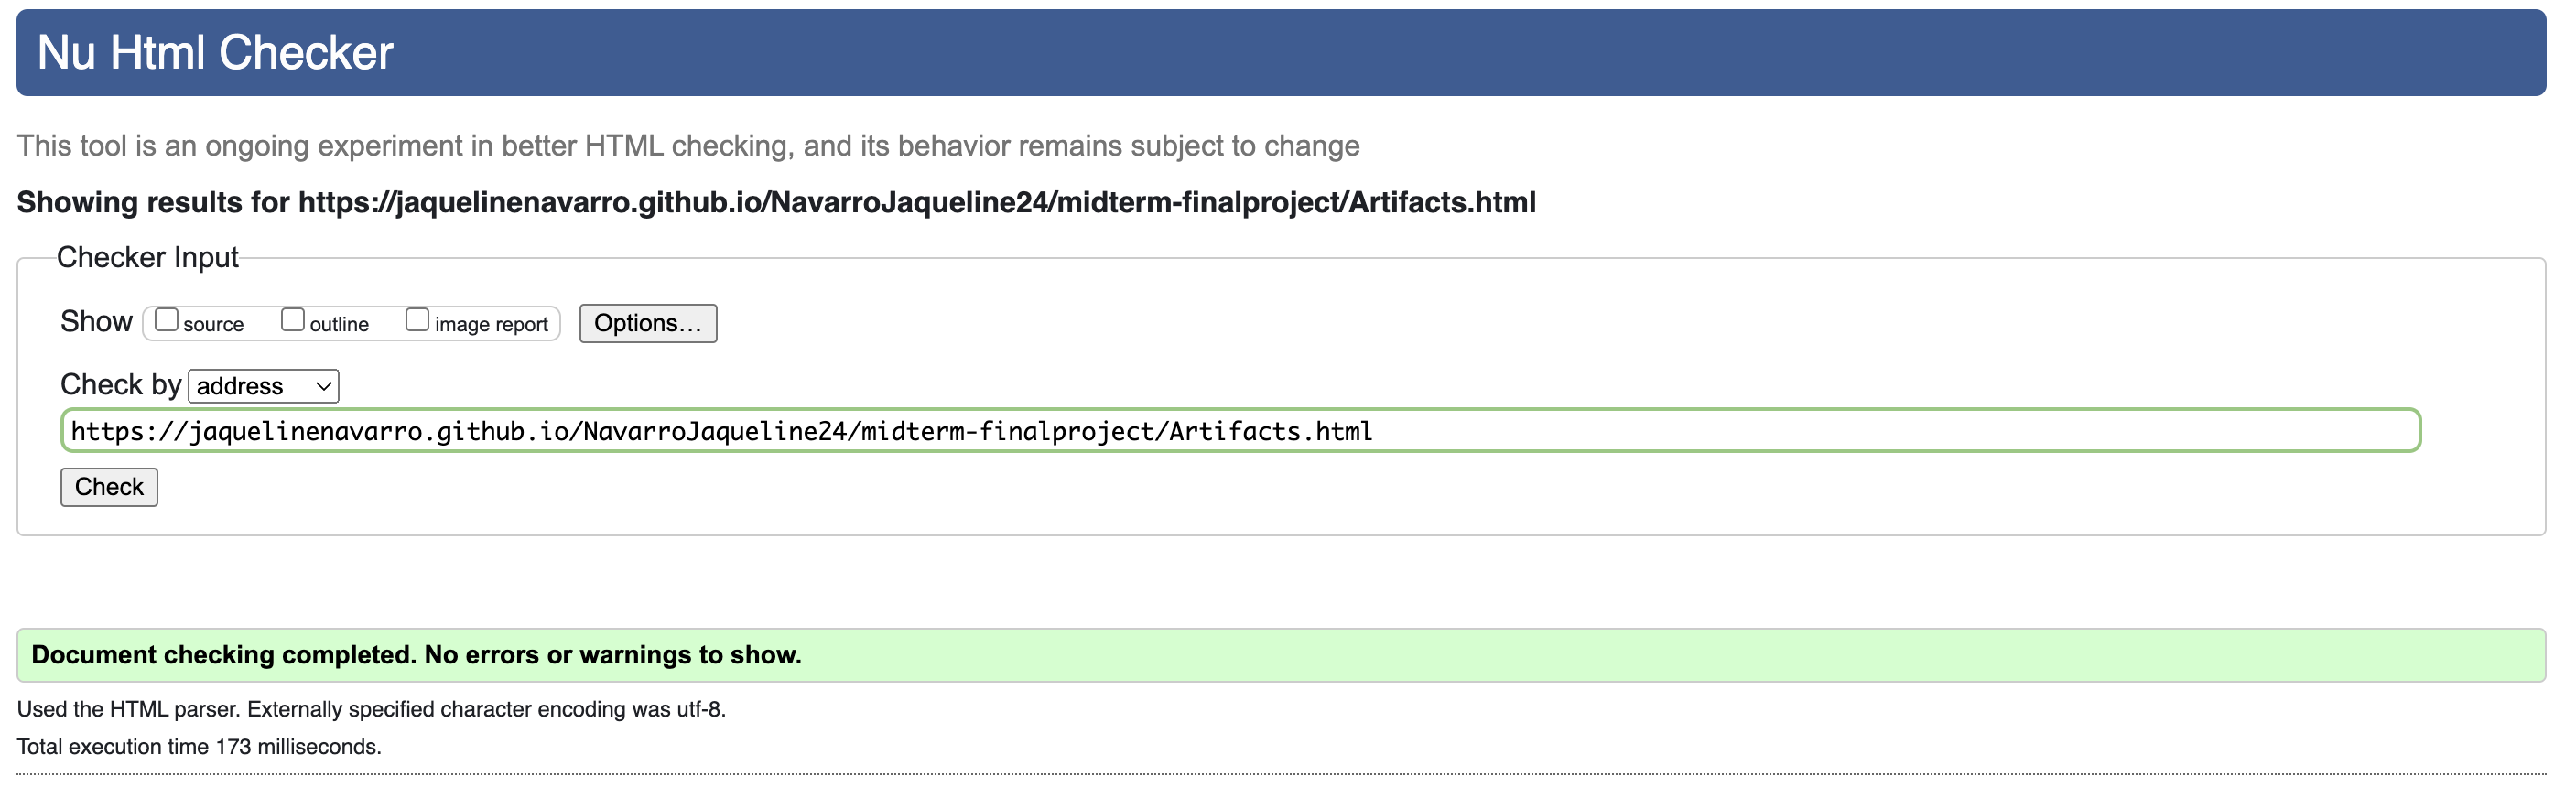 Nu Html Checker
This tool is an ongoing experiment in better HTML checking, and its behavior remains subject to change
Showing results for https://jaquelinenavarro.github.io/NavarroJaqueline24/midterm-finalproject/Artifacts.html
Checker Input
Show source outline image report Options...
Check by address
https://jaquelinenavarro.github.io/NavarroJaqueline24/midterm-finalproject/Artifacts.html
Check
Document checking completed. No errors or warnings to show.
Used the HTML parser. Externally specified character encoding was utf-8.
Total execution time 173 milliseconds.